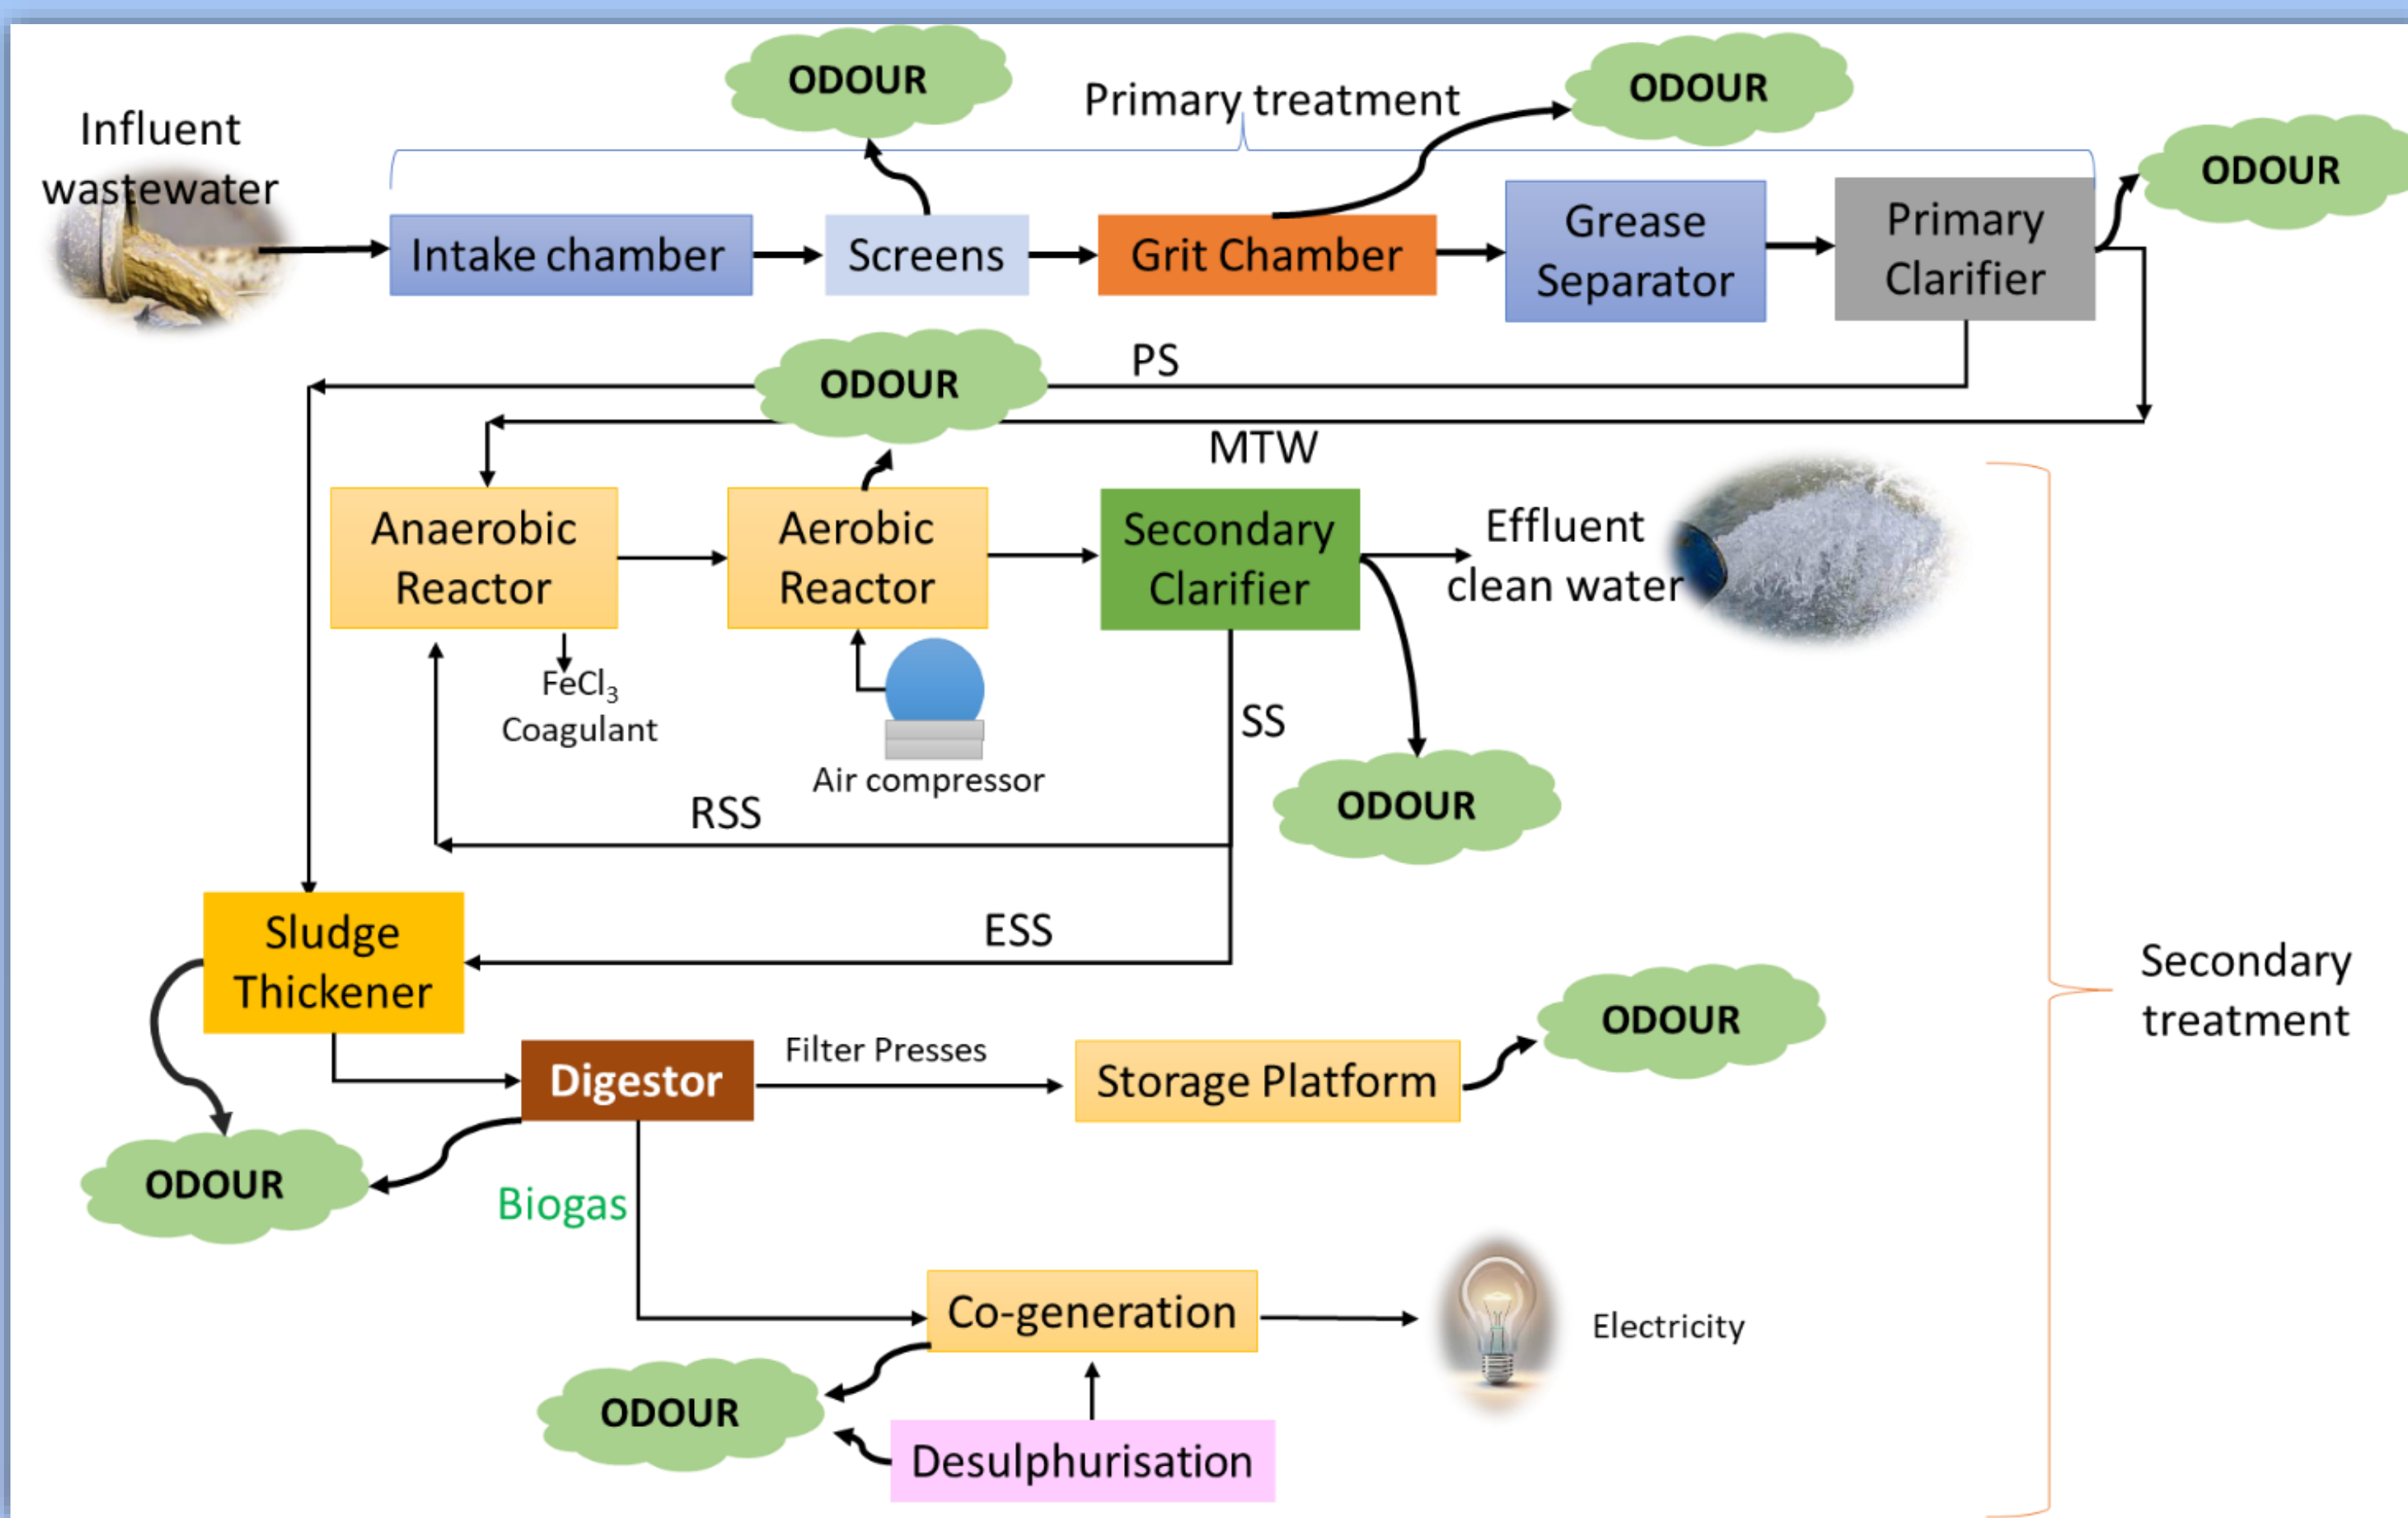 ODOUR
Primary treatment
ODOUR
ODOUR
Influent
wastewater
Intake chamber
Screens
Grit Chamber
Grease
Separator
Primary
Clarifier
ODOUR
PS
MTW
Anaerobic
Reactor
Aerobic
Reactor
Secondary
Clarifier
Effluent
clean water
FeCl₃
Coagulant
Air compressor
SS
RSS
ODOUR
Sludge
Thickener
ESS
Secondary
treatment
ODOUR
Digestor
Filter Presses
Storage Platform
ODOUR
Biogas
Co-generation
Electricity
ODOUR
Desulphurisation